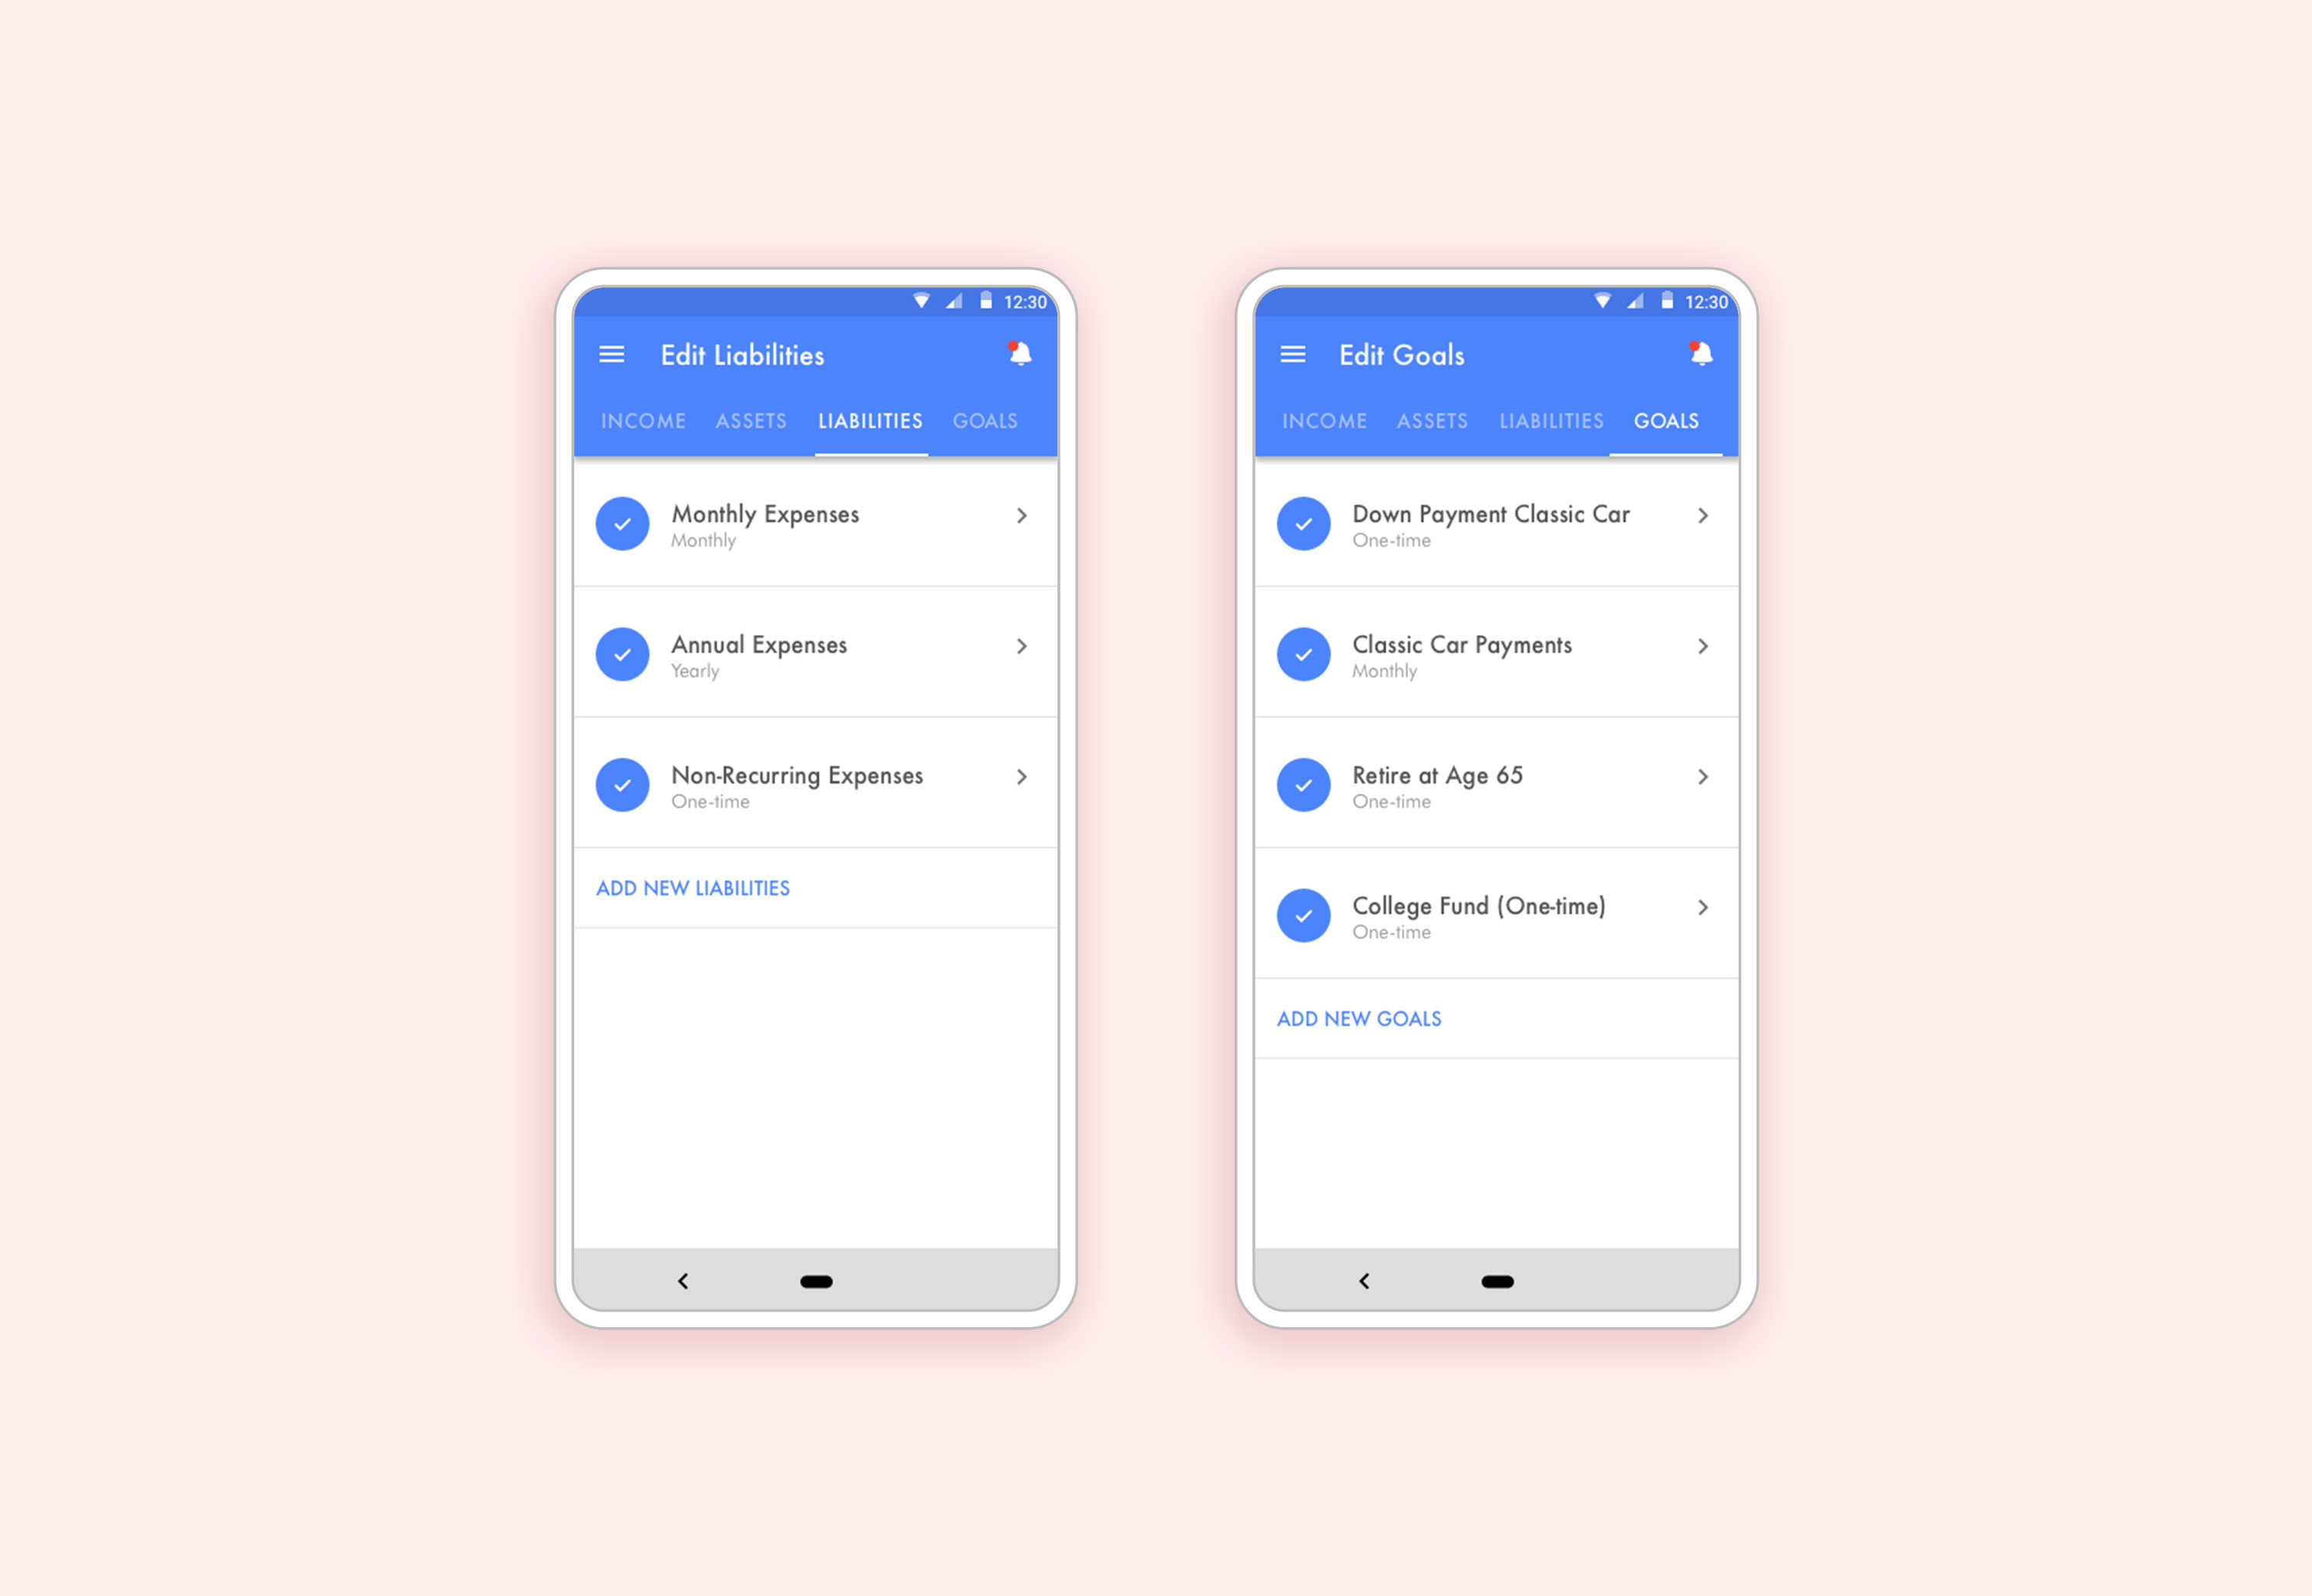 12:30
Edit Liabilities
INCOME ASSETS LIABILITIES GOALS
Monthly Expenses
Monthly
Annual Expenses
Yearly
Non-Recurring Expenses
One-time
ADD NEW LIABILITIES
12:30
Edit Goals
INCOME ASSETS LIABILITIES GOALS
Down Payment Classic Car
One-time
Classic Car Payments
Monthly
Retire at Age 65
One-time
College Fund (One-time)
One-time
ADD NEW GOALS